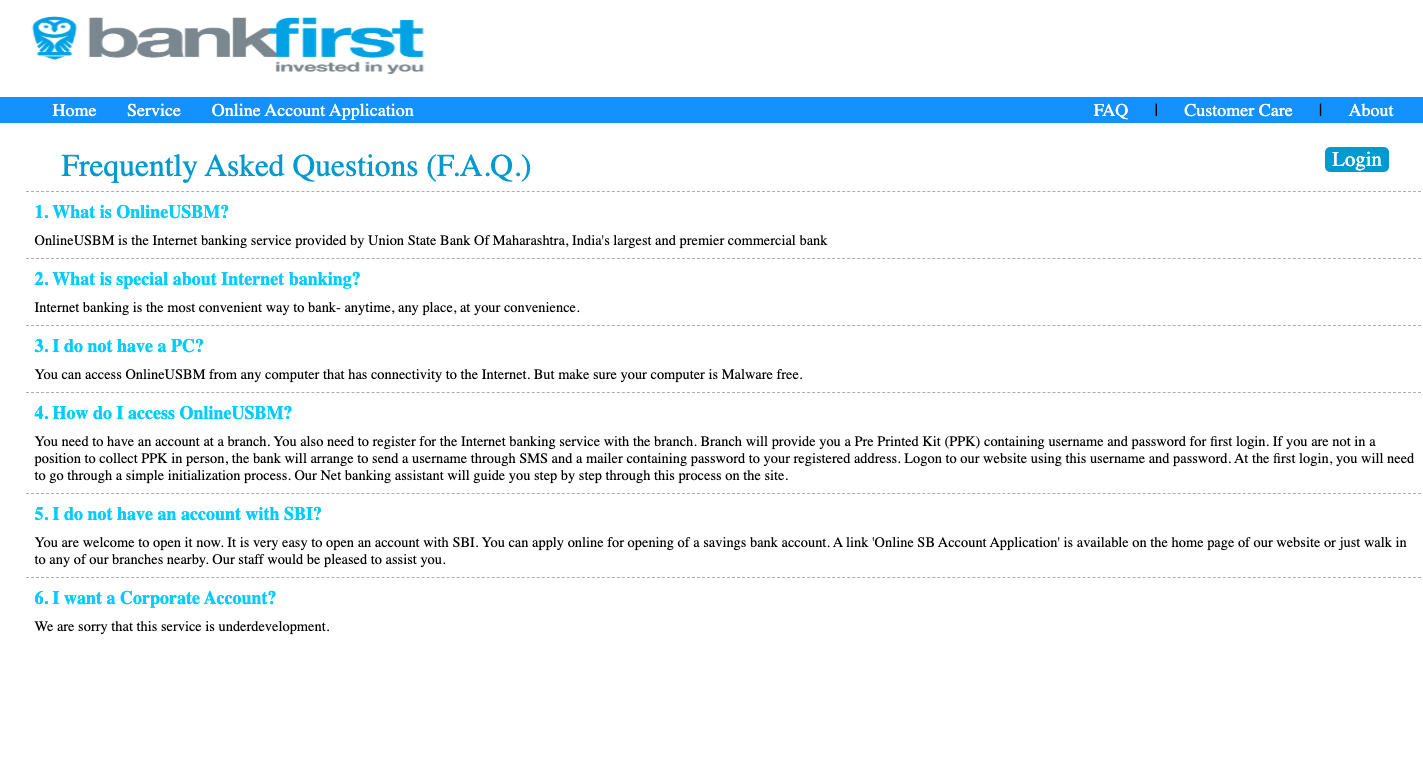 bankfirst
invested in you
Home Service Online Account Application FAQ | Customer Care | About
Frequently Asked Questions (F.A.Q.)
Login
1. What is OnlineUSBM?
OnlineUSBM is the Internet banking service provided by Union State Bank Of Maharashtra, India's largest and premier commercial bank
2. What is special about Internet banking?
Internet banking is the most convenient way to bank- anytime, any place, at your convenience.
3. I do not have a PC?
You can access OnlineUSBM from any computer that has connectivity to the Internet. But make sure your computer is Malware free.
4. How do I access OnlineUSBM?
You need to have an account at a branch. You also need to register for the Internet banking service with the branch. Branch will provide you a Pre Printed Kit (PPK) containing username and password for first login. If you are not in a
position to collect PPK in person, the bank will arrange to send a username through SMS and a mailer containing password to your registered address. Logon to our website using this username and password. At the first login, you will need
to go through a simple initialization process. Our Net banking assistant will guide you step by step through this process on the site.
5. I do not have an account with SBI?
You are welcome to open it now. It is very easy to open an account with SBI. You can apply online for opening of a savings bank account. A link 'Online SB Account Application' is available on the home page of our website or just walk in
to any of our branches nearby. Our staff would be pleased to assist you.
6. I want a Corporate Account?
We are sorry that this service is underdevelopment.